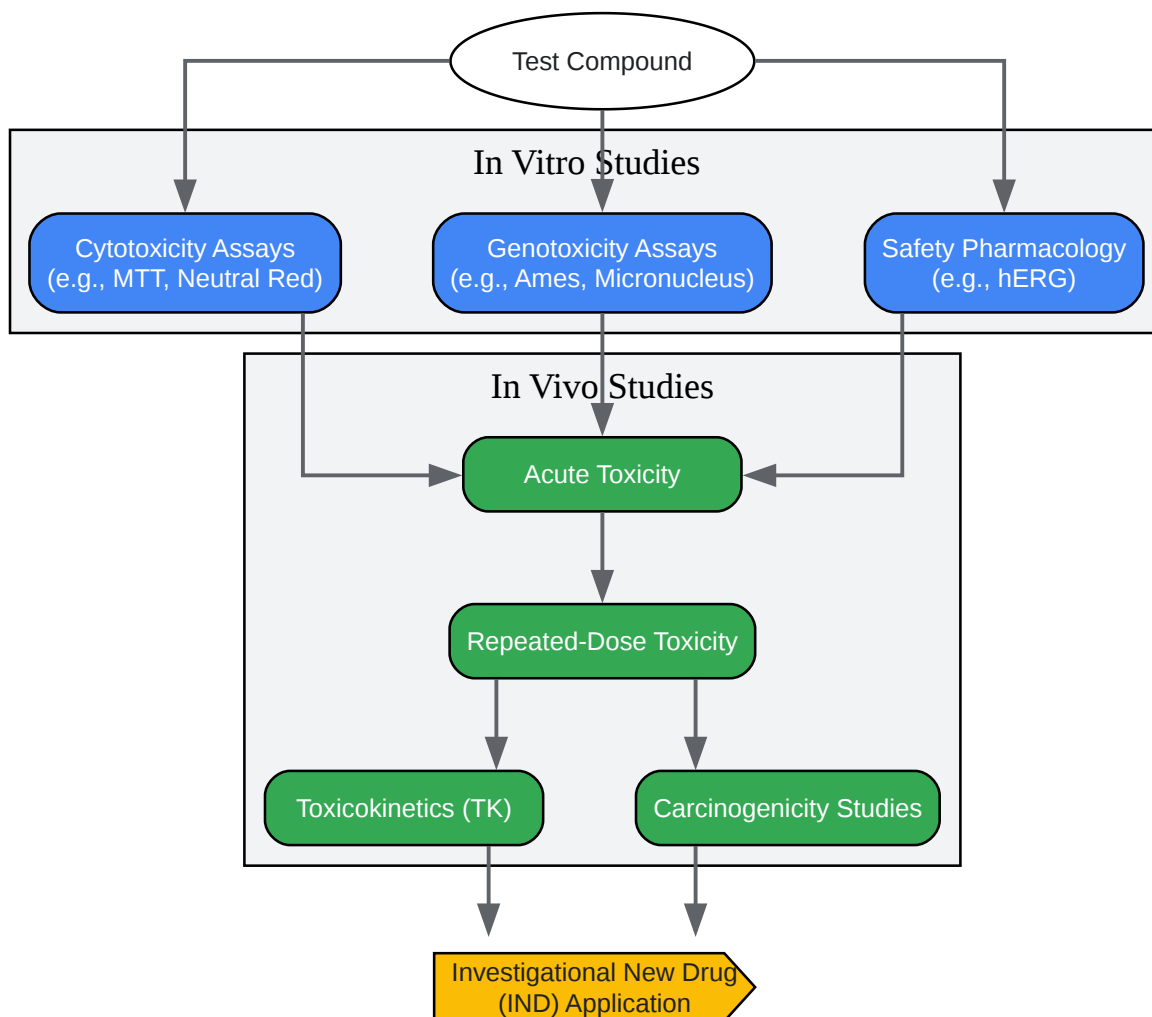 Test Compound
In Vitro Studies
Cytotoxicity Assays
(e.g., MTT, Neutral Red)
Genotoxicity Assays
(e.g., Ames, Micronucleus)
Safety Pharmacology
(e.g., hERG)
In Vivo Studies
Acute Toxicity
Repeated-Dose Toxicity
Toxicokinetics (TK)
Carcinogenicity Studies
Investigational New Drug
(IND) Application